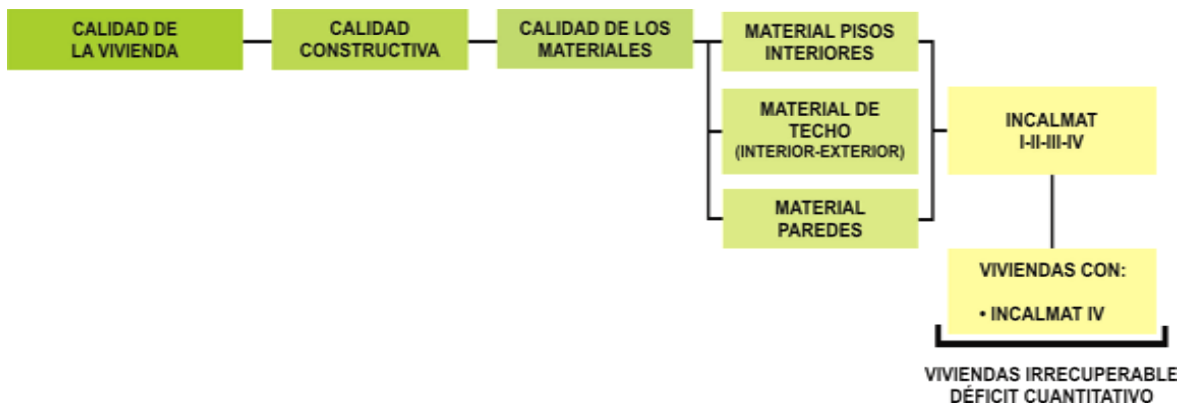 CALIDAD DE
LA VIVIENDA
CALIDAD
CONSTRUCTIVA
CALIDAD DE LOS
MATERIALES
MATERIAL PISOS
INTERIORES
MATERIAL DE
TECHO
(INTERIOR-EXTERIOR)
MATERIAL
PAREDES
INCALMAT
I-II-III-IV
VIVIENDAS CON:
• INCALMAT IV
VIVIENDAS IRRECUPERABLE
DÉFICIT CUANTITATIVO